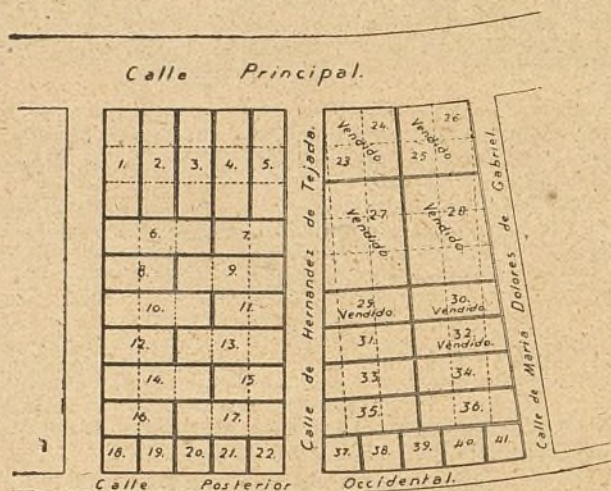 Calle Principal.
1. 2. 3. 4. 5.
6. 7.
8. 9.
10. 11.
12. 13.
14. 15
16. 17.
18. 19. 20. 21. 22.
Calle de Hernandez de Tejada.
24. 26
Vendido Vendido
23 25
27. 28.
Vendido Vendido
29. 30.
Vendido. Vendido.
31. 32.
Vendido.
33. 34.
35. 36.
37. 38. 39. 40. 41.
Calle de Maria Dolores de Gabriel.
Calle Posterior Occidental.